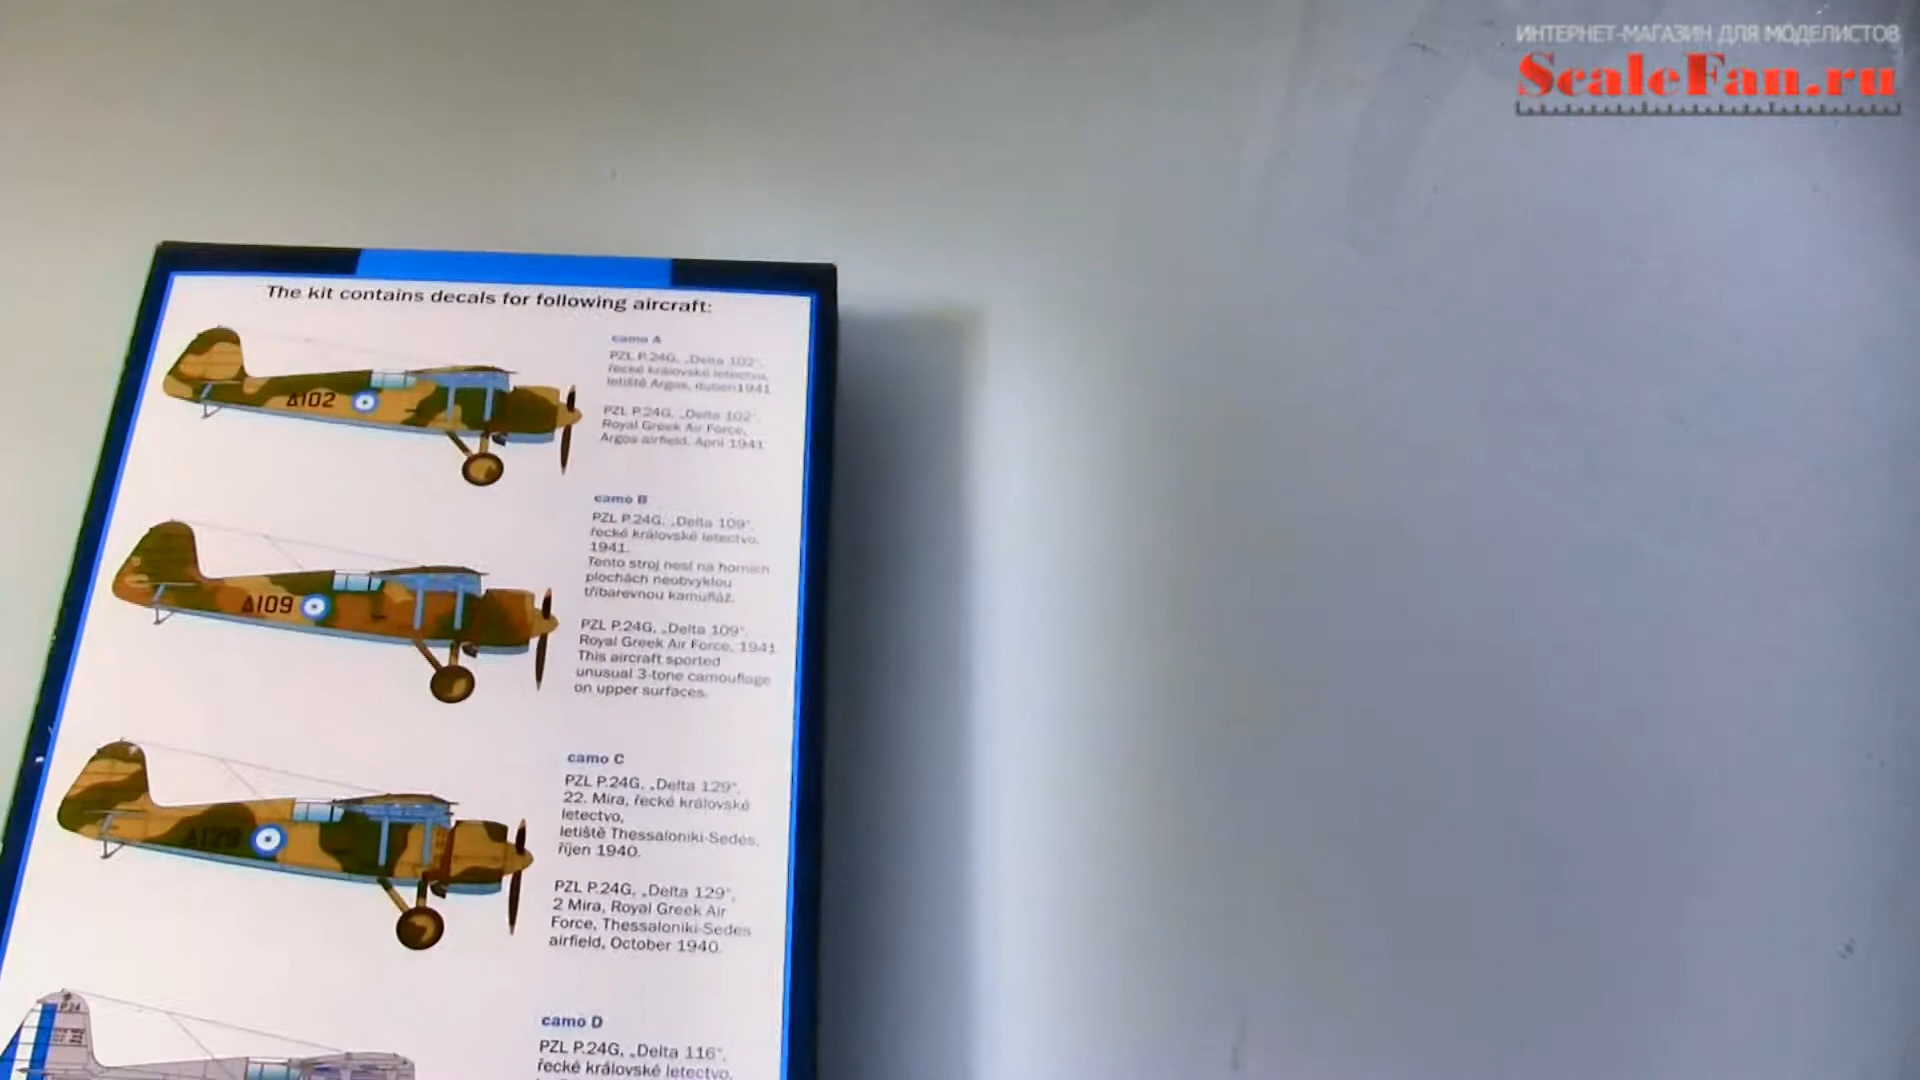 ИНТЕРНЕТ-МАГАЗИН ДЛЯ МОДЕЛИСТОВ
ScaleFan.ru
The kit contains decals for following aircraft:
camo A
PZL P.24G, „Delta 102“,
řecké královské letectvo,
letiště Argos, duben1941.
PZL P.24G, „Delta 102“,
Royal Greek Air Force,
Argos airfield, April 1941.
Δ102
camo B
PZL P.24G, „Delta 109“,
řecké královské letectvo,
1941.
Tento stroj nesl na horních
plochách neobvyklou
tříbarevnou kamufláž.
PZL P.24G, „Delta 109“,
Royal Greek Air Force, 1941.
This aircraft sported
unusual 3-tone camouflage
on upper surfaces.
Δ109
camo C
PZL P.24G, „Delta 129“,
22. Mira, řecké královské
letectvo,
letiště Thessaloniki-Sedes,
říjen 1940.
PZL P.24G, „Delta 129“,
2 Mira, Royal Greek Air
Force, Thessaloniki-Sedes
airfield, October 1940.
Δ129
camo D
PZL P.24G, „Delta 116“,
řecké královské letectvo,
P.24